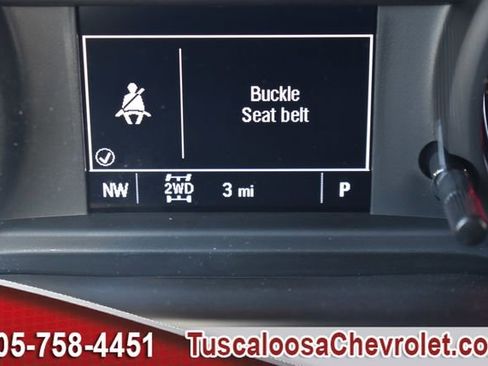 Buckle
Seat belt
NW 2WD 3 mi P
05-758-4451 TuscaloosaChevrolet.co